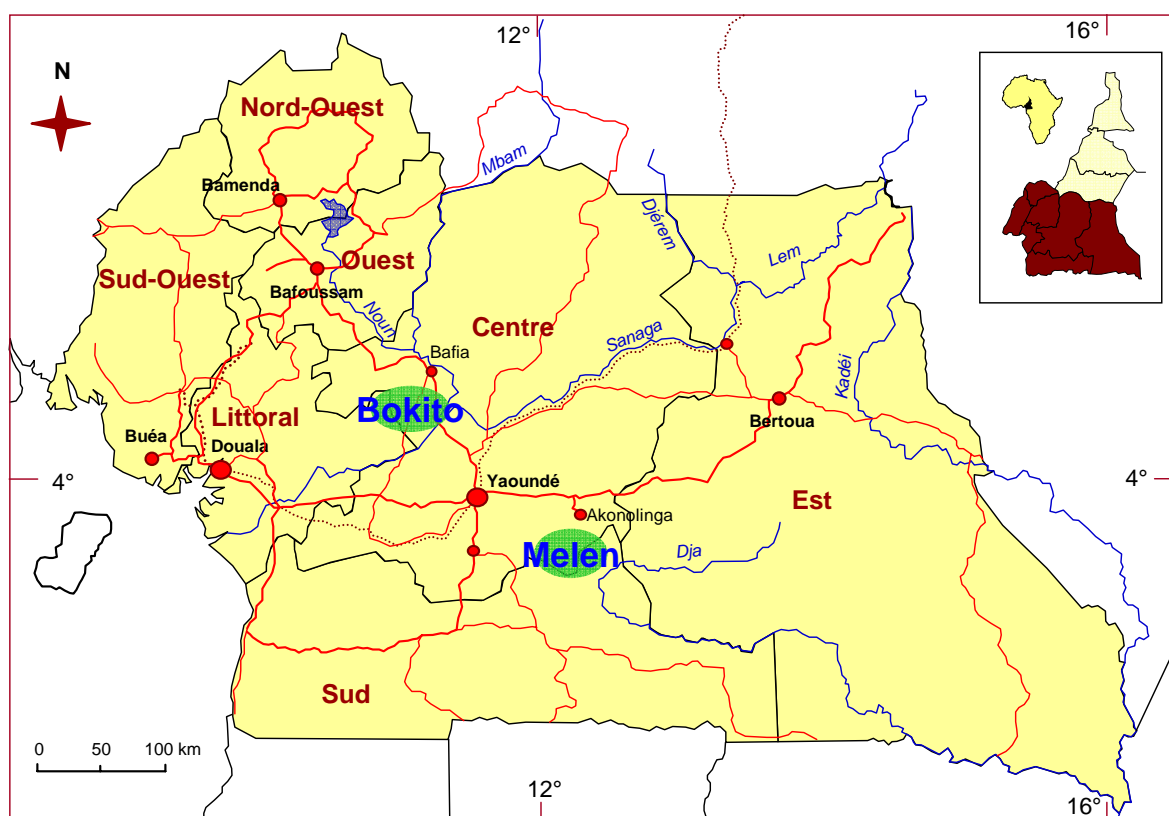 12°
16°
N
Nord-Ouest
Mbam
Bamenda
Djérem
Lem
Sud-Ouest
Ouest
Bafoussam
Noun
Centre
Sanaga
Kadéi
Bafia
Bokito
Littoral
Bertoua
Buéa
Douala
4°
Yaoundé
4°
Est
Akonolinga
Melen
Dja
Sud
0 50 100 km
12°
16°